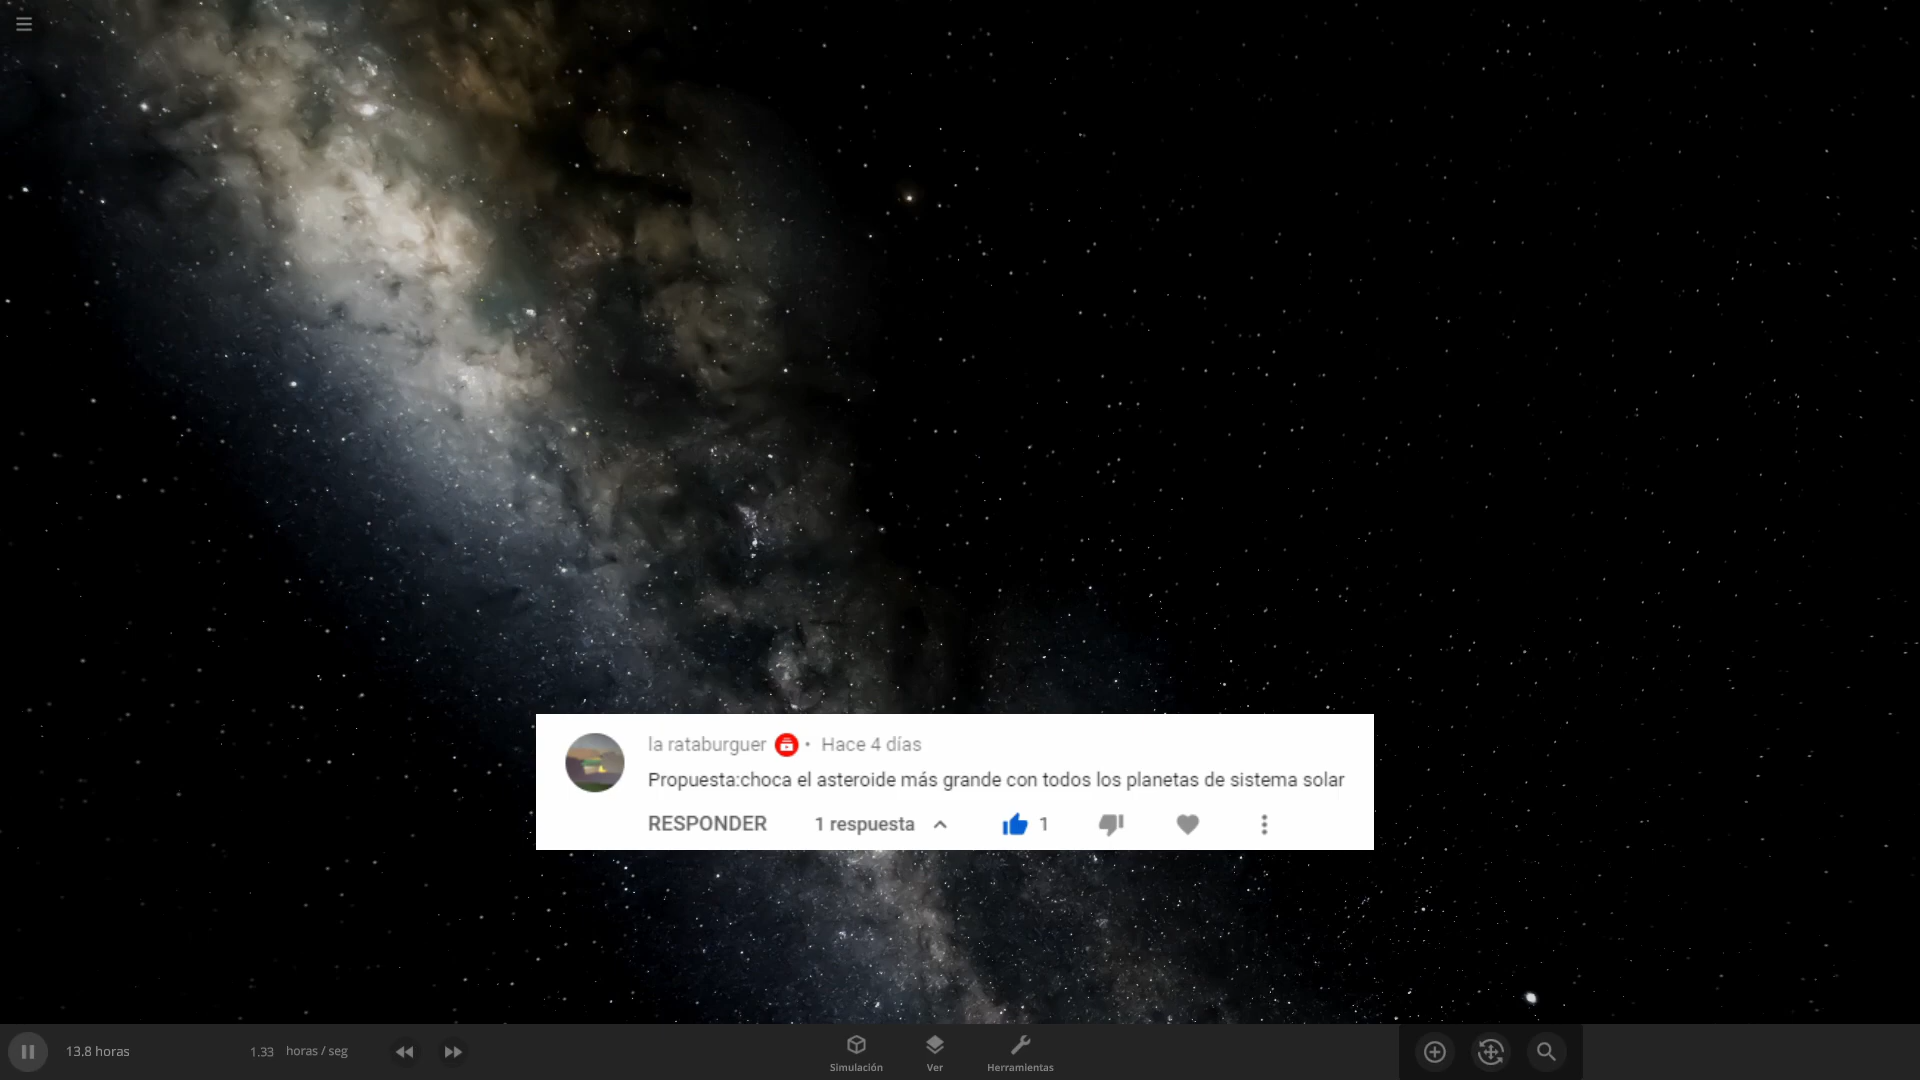 la rataburguer • Hace 4 días
Propuesta:choca el asteroide más grande con todos los planetas de sistema solar
RESPONDER 1 respuesta 1
13.8 horas 1.33 horas / seg
Simulación Ver Herramientas